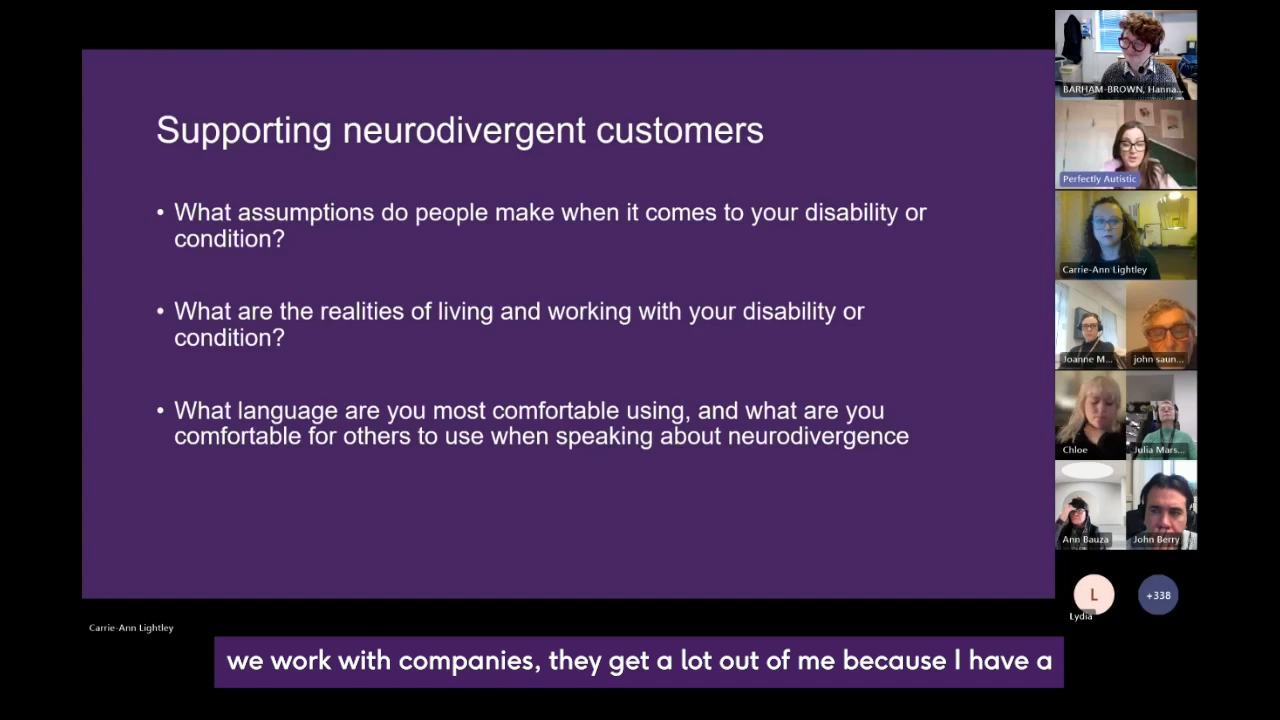 Supporting neurodivergent customers
• What assumptions do people make when it comes to your disability or
condition?
• What are the realities of living and working with your disability or
condition?
• What language are you most comfortable using, and what are you
comfortable for others to use when speaking about neurodivergence
BARHAM-BROWN, Hanna...
Perfectly Autistic
Carrie-Ann Lightley
Joanne M...
john saun...
Chloe
Julia Mars...
Ann Bauza
John Berry
L
+338
Lydia
Carrie-Ann Lightley
we work with companies, they get a lot out of me because I have a